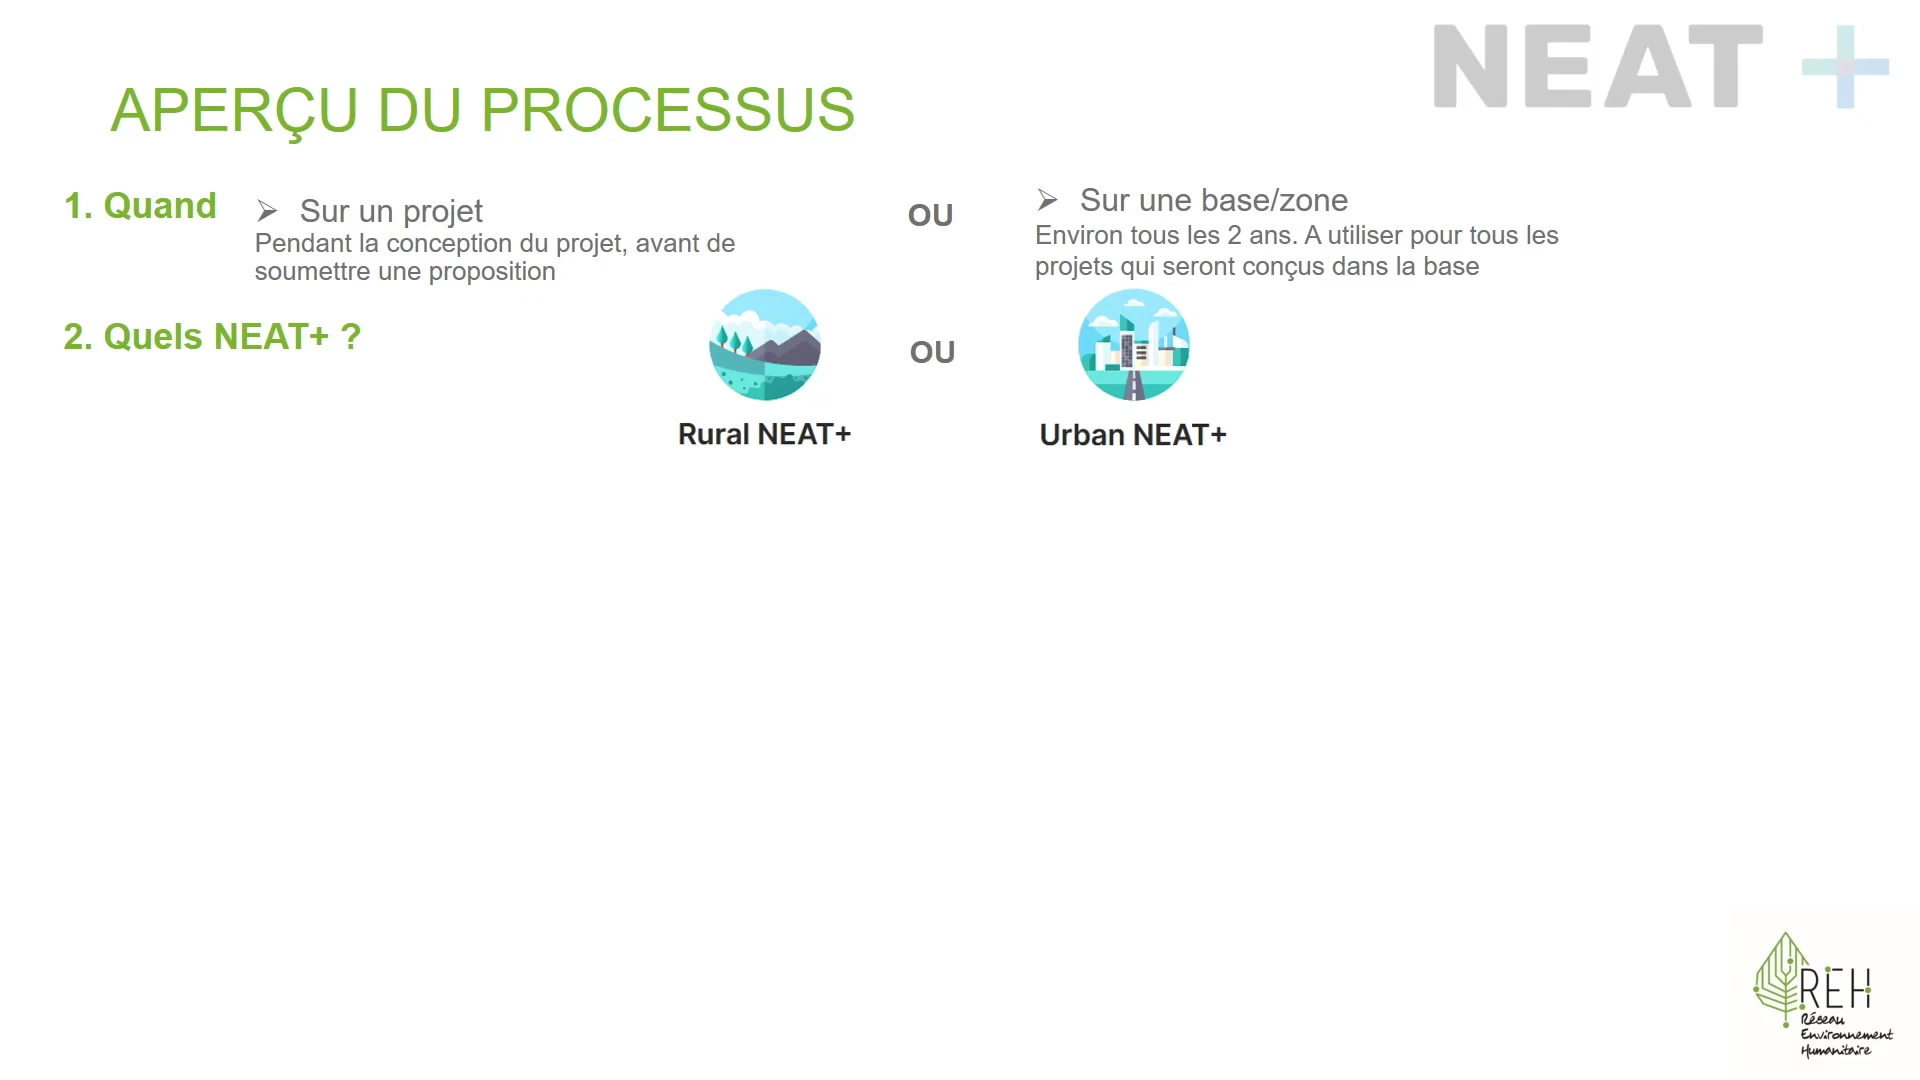 NEAT +
APERÇU DU PROCESSUS
1. Quand
➢ Sur un projet
Pendant la conception du projet, avant de
soumettre une proposition
OU
➢ Sur une base/zone
Environ tous les 2 ans. A utiliser pour tous les
projets qui seront conçus dans la base
2. Quels NEAT+ ?
Rural NEAT+
OU
Urban NEAT+
REH
Réseau
Environnement
Humanitaire